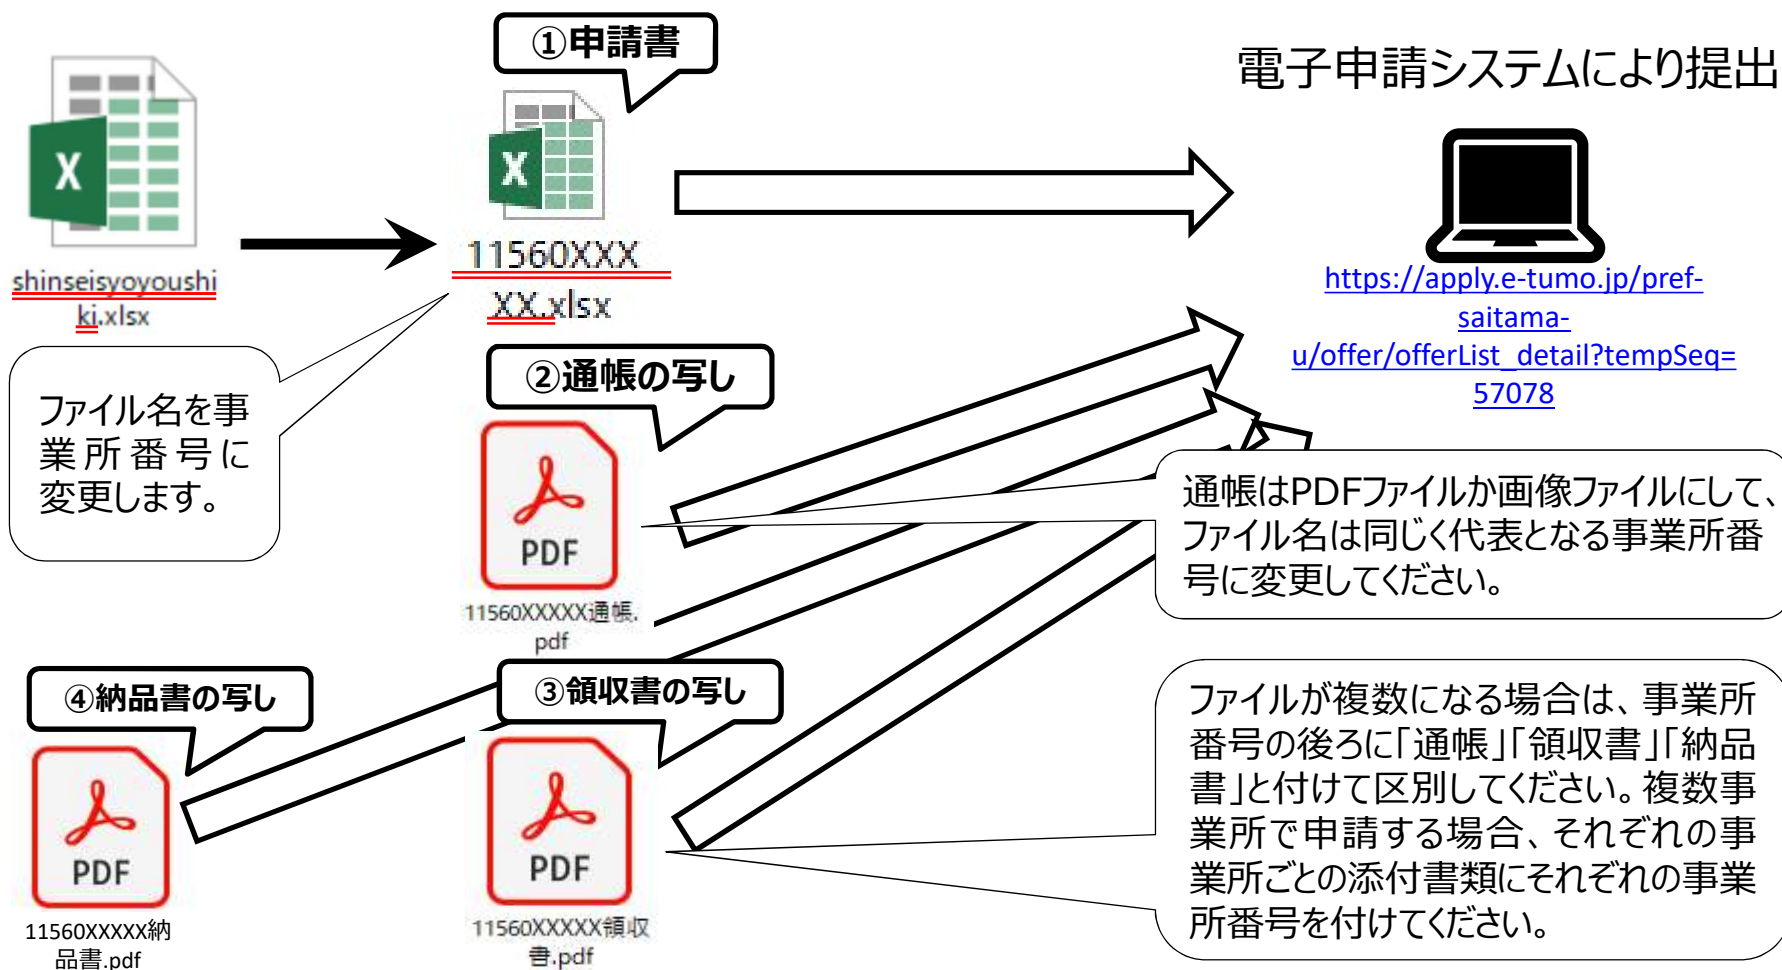 ①申請書
電子申請システムにより提出
X
X
shinseisyoyoushi
ki.xlsx
11560XXX
XX.xlsx
https://apply.e-tumo.jp/pref-
saitama-
u/offer/offerList_detail?tempSeq=
57078
ファイル名を事
業所番号に
変更します。
②通帳の写し
PDF
11560XXXXX通帳.
pdf
通帳はPDFファイルか画像ファイルにして、
ファイル名は同じく代表となる事業所番
号に変更してください。
④納品書の写し
③領収書の写し
PDF
11560XXXXX納
品書.pdf
PDF
11560XXXXX領収
書.pdf
ファイルが複数になる場合は、事業所
番号の後ろに「通帳」「領収書」「納品
書」と付けて区別してください。複数事
業所で申請する場合、それぞれの事
業所ごとの添付書類にそれぞれの事業
所番号を付けてください。